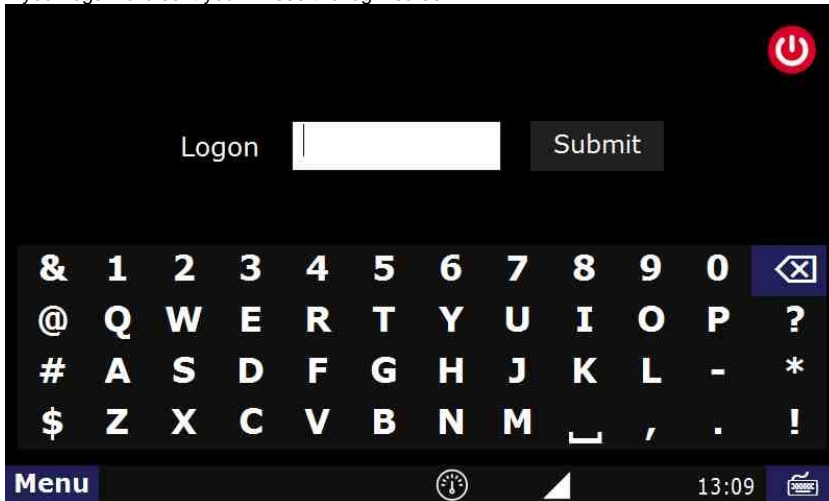 Logon Submit
& 1 2 3 4 5 6 7 8 9 0
@ Q W E R T Y U I O P ?
# A S D F G H J K L - *
$ Z X C V B N M ⎵ , . !
Menu 13:09